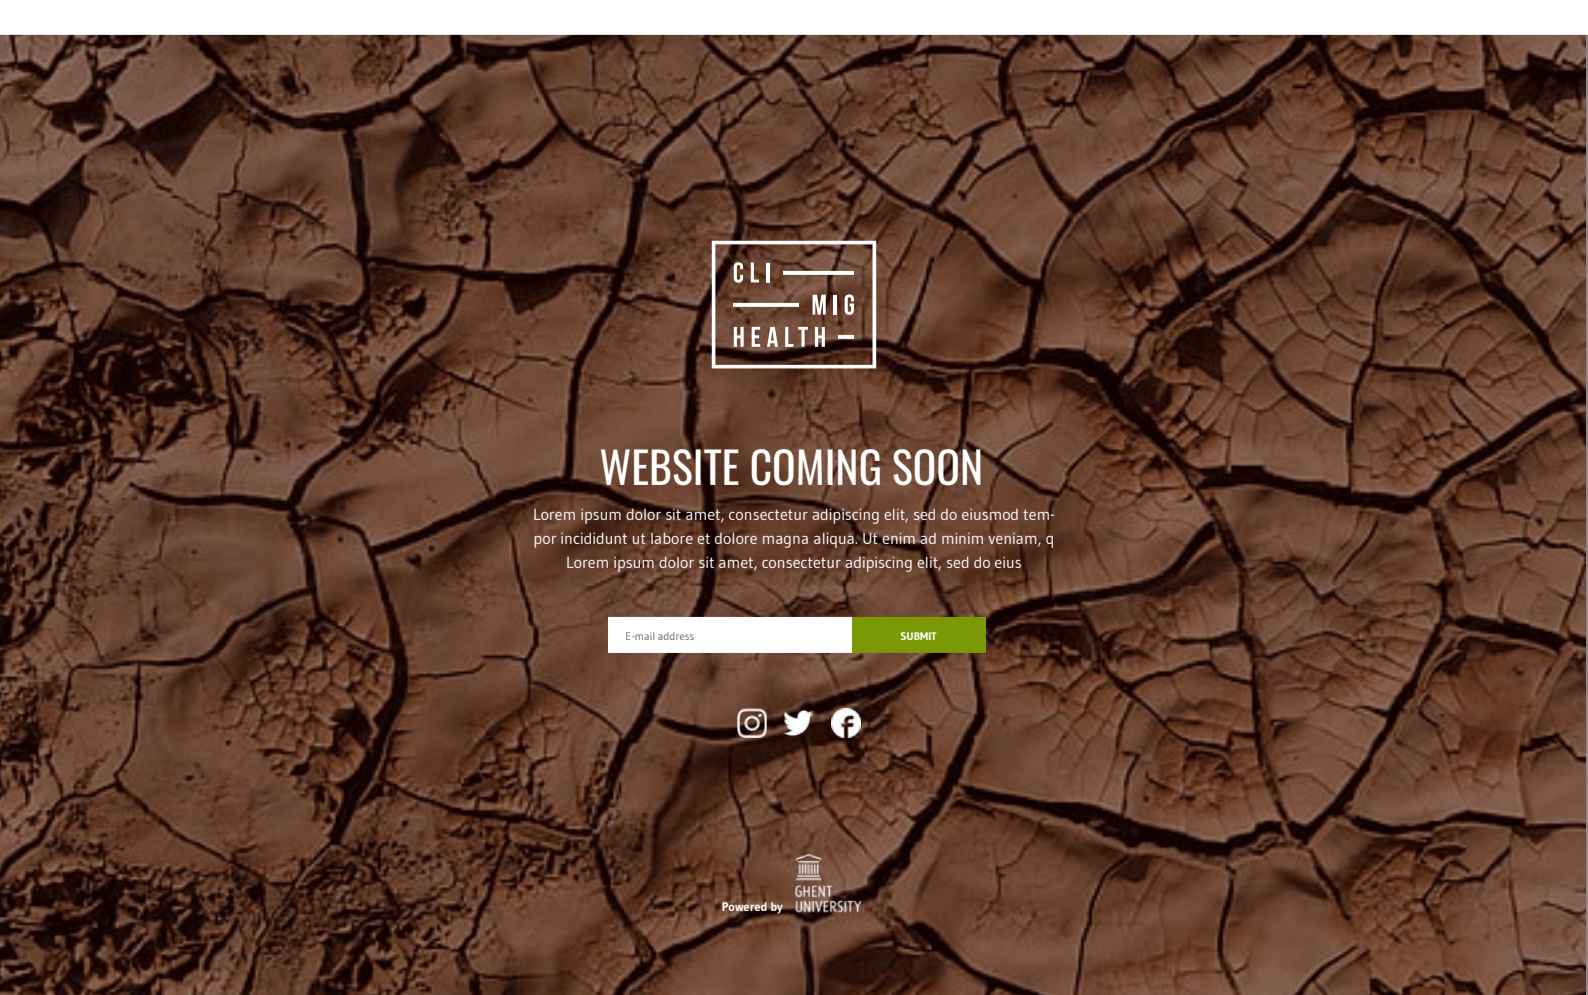 CLI
MIG
HEALTH
WEBSITE COMING SOON
Lorem ipsum dolor sit amet, consectetur adipiscing elit, sed do eiusmod tem-
por incididunt ut labore et dolore magna aliqua. Ut enim ad minim veniam, q
Lorem ipsum dolor sit amet, consectetur adipiscing elit, sed do eius
E-mail address
SUBMIT
GHENT
Powered by UNIVERSITY